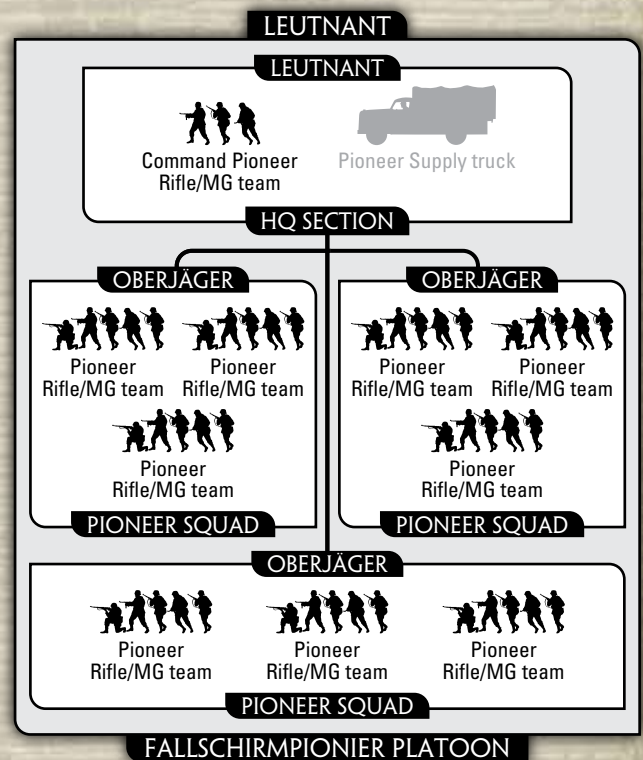 LEUTNANT
LEUTNANT
Command Pioneer
Rifle/MG team
Pioneer Supply truck
HQ SECTION
OBERJÄGER
Pioneer
Rifle/MG team
Pioneer
Rifle/MG team
Pioneer
Rifle/MG team
PIONEER SQUAD
OBERJÄGER
Pioneer
Rifle/MG team
Pioneer
Rifle/MG team
Pioneer
Rifle/MG team
PIONEER SQUAD
OBERJÄGER
Pioneer
Rifle/MG team
Pioneer
Rifle/MG team
Pioneer
Rifle/MG team
PIONEER SQUAD
FALLSCHIRMPIONIER PLATOON